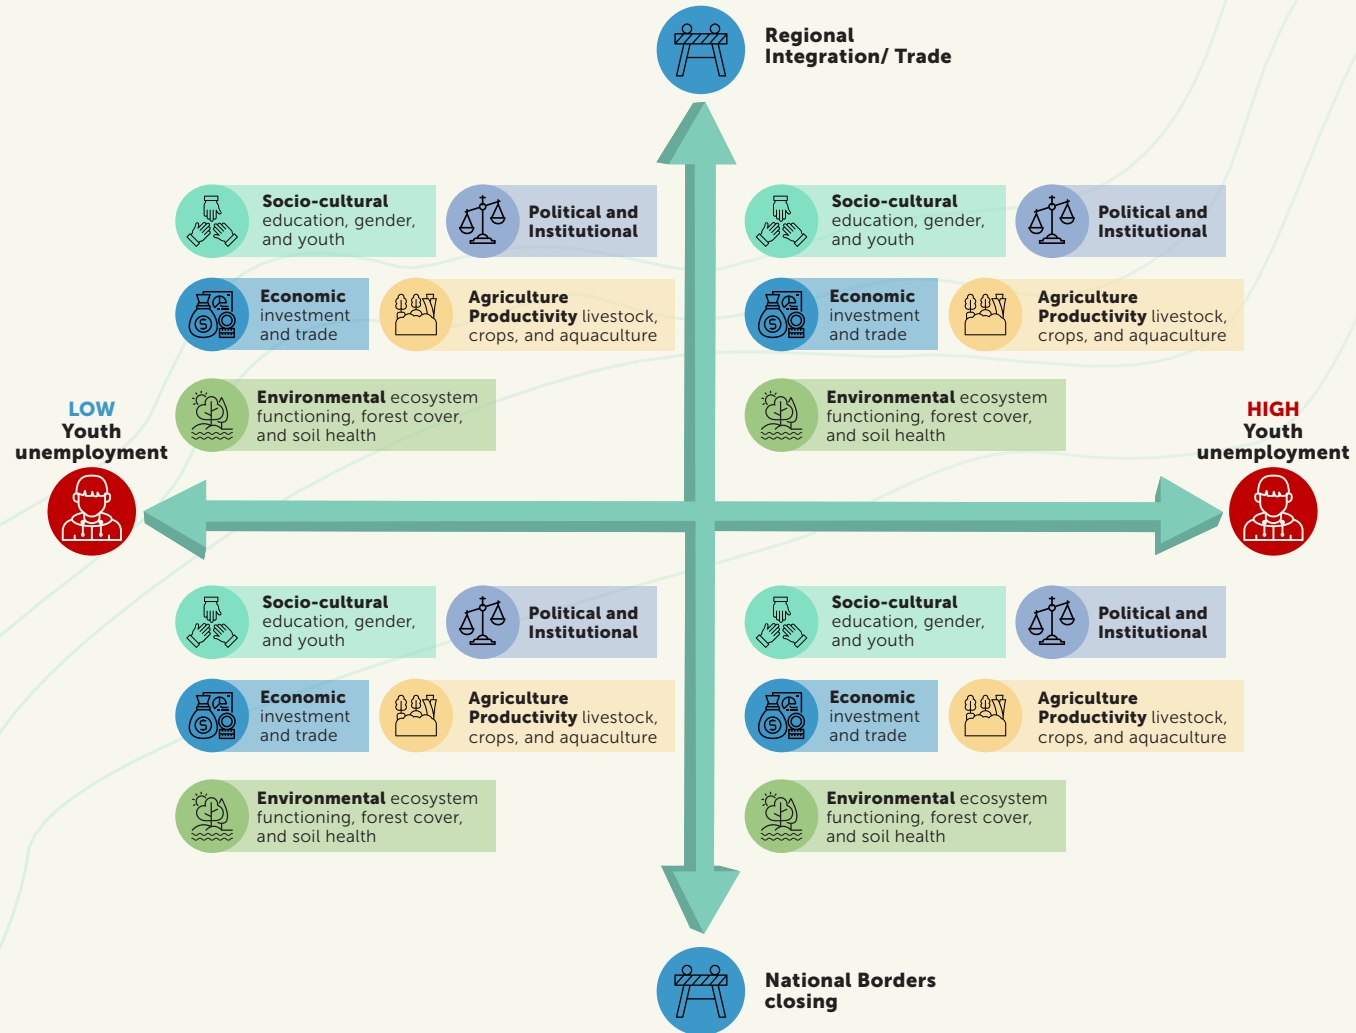 Regional
Integration/ Trade
Socio-cultural
education, gender,
and youth
Political and
Institutional
Economic
investment
and trade
Agriculture
Productivity livestock,
crops, and aquaculture
Environmental ecosystem
functioning, forest cover,
and soil health
Socio-cultural
education, gender,
and youth
Political and
Institutional
Economic
investment
and trade
Agriculture
Productivity livestock,
crops, and aquaculture
Environmental ecosystem
functioning, forest cover,
and soil health
LOW
Youth
unemployment
HIGH
Youth
unemployment
Socio-cultural
education, gender,
and youth
Political and
Institutional
Economic
investment
and trade
Agriculture
Productivity livestock,
crops, and aquaculture
Environmental ecosystem
functioning, forest cover,
and soil health
Socio-cultural
education, gender,
and youth
Political and
Institutional
Economic
investment
and trade
Agriculture
Productivity livestock,
crops, and aquaculture
Environmental ecosystem
functioning, forest cover,
and soil health
National Borders
closing